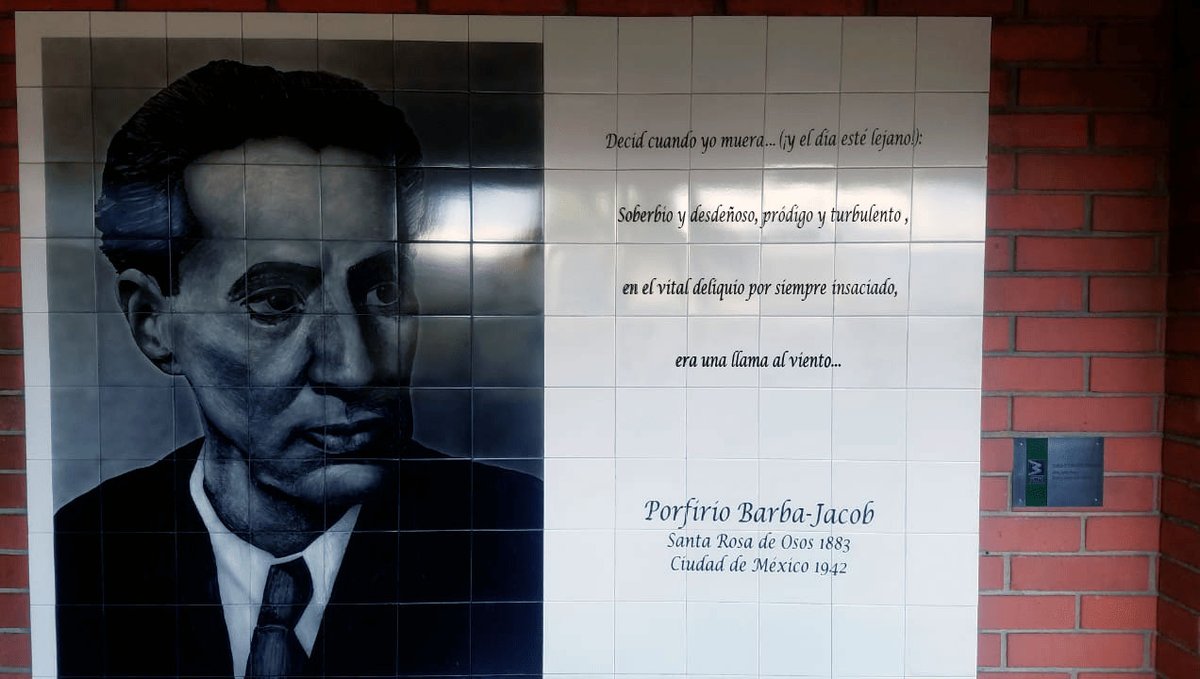 Decid cuando yo muera... (¡y el día esté lejano!):
Soberbio y desdeñoso, pródigo y turbulento ,
en el vital deliquio por siempre insaciado,
era una llama al viento...
Porfirio Barba-Jacob
Santa Rosa de Osos 1883
Ciudad de México 1942